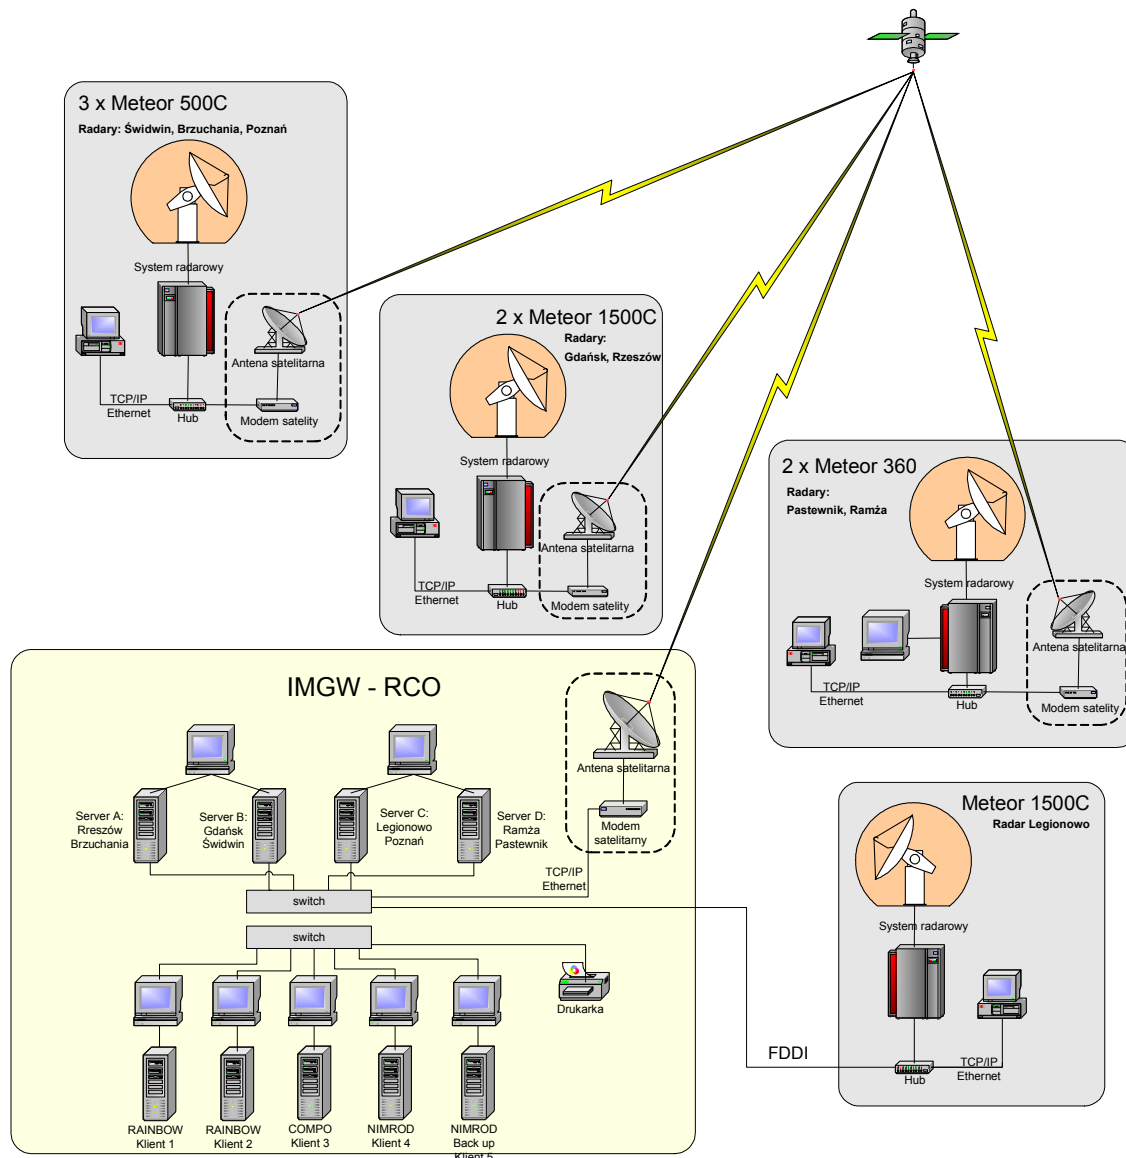 3 x Meteor 500C
Radary: Świdwin, Brzuchania, Poznań
System radarowy
Antena satelitarna
TCP/IP
Ethernet
Hub
Modem satelity
2 x Meteor 1500C
Radary:
Gdańsk, Rzeszów
System radarowy
Antena satelitarna
TCP/IP
Ethernet
Hub
Modem satelity
2 x Meteor 360
Radary:
Pastewnik, Ramża
System radarowy
Antena satelitarna
TCP/IP
Ethernet
Hub
Modem satelity
IMGW - RCO
Antena satelitarna
Modem
satelitarny
Server A:
Rreszów
Brzuchania
Server B:
Gdańsk
Świdwin
Server C:
Legionowo
Poznań
Server D:
Ramża
Pastewnik
TCP/IP
Ethernet
switch
switch
Drukarka
RAINBOW
Klient 1
RAINBOW
Klient 2
COMPO
Klient 3
NIMROD
Klient 4
NIMROD
Back up
Klient 5
Meteor 1500C
Radar Legionowo
System radarowy
FDDI
Hub
TCP/IP
Ethernet